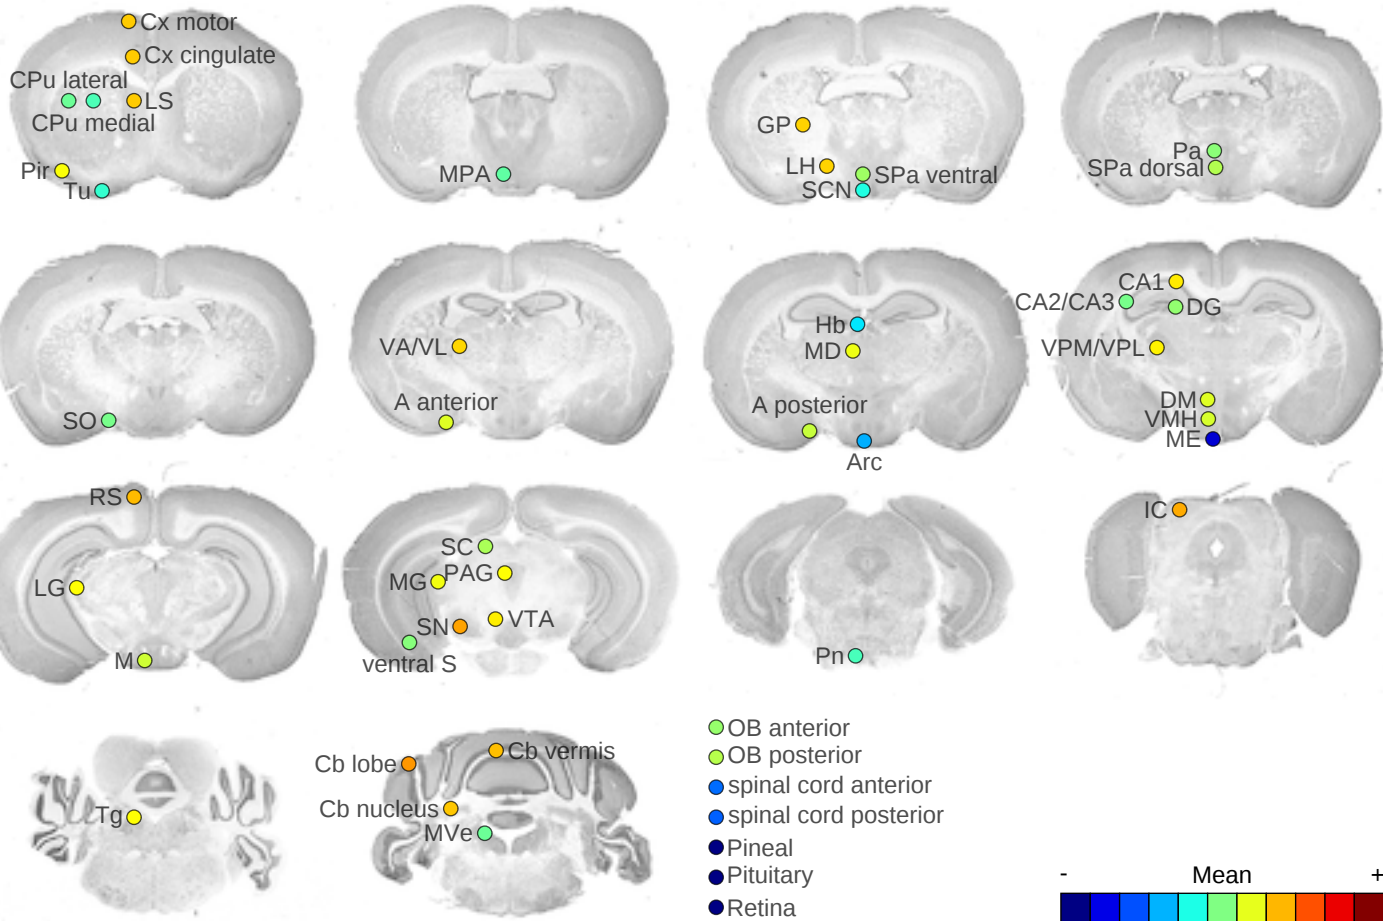 Cx motor
Cx cingulate
CPu lateral
LS
CPu medial
Pir
Tu
MPA
GP
LH
SPa ventral
SCN
Pa
SPa dorsal
SO
VA/VL
A anterior
Hb
MD
A posterior
Arc
CA1
CA2/CA3
DG
VPM/VPL
DM
VMH
ME
RS
LG
M
SC
MG
PAG
SN
VTA
ventral S
Pn
IC
Tg
Cb lobe
Cb vermis
Cb nucleus
MVe
OB anterior
OB posterior
spinal cord anterior
spinal cord posterior
Pineal
Pituitary
Retina
- Mean +